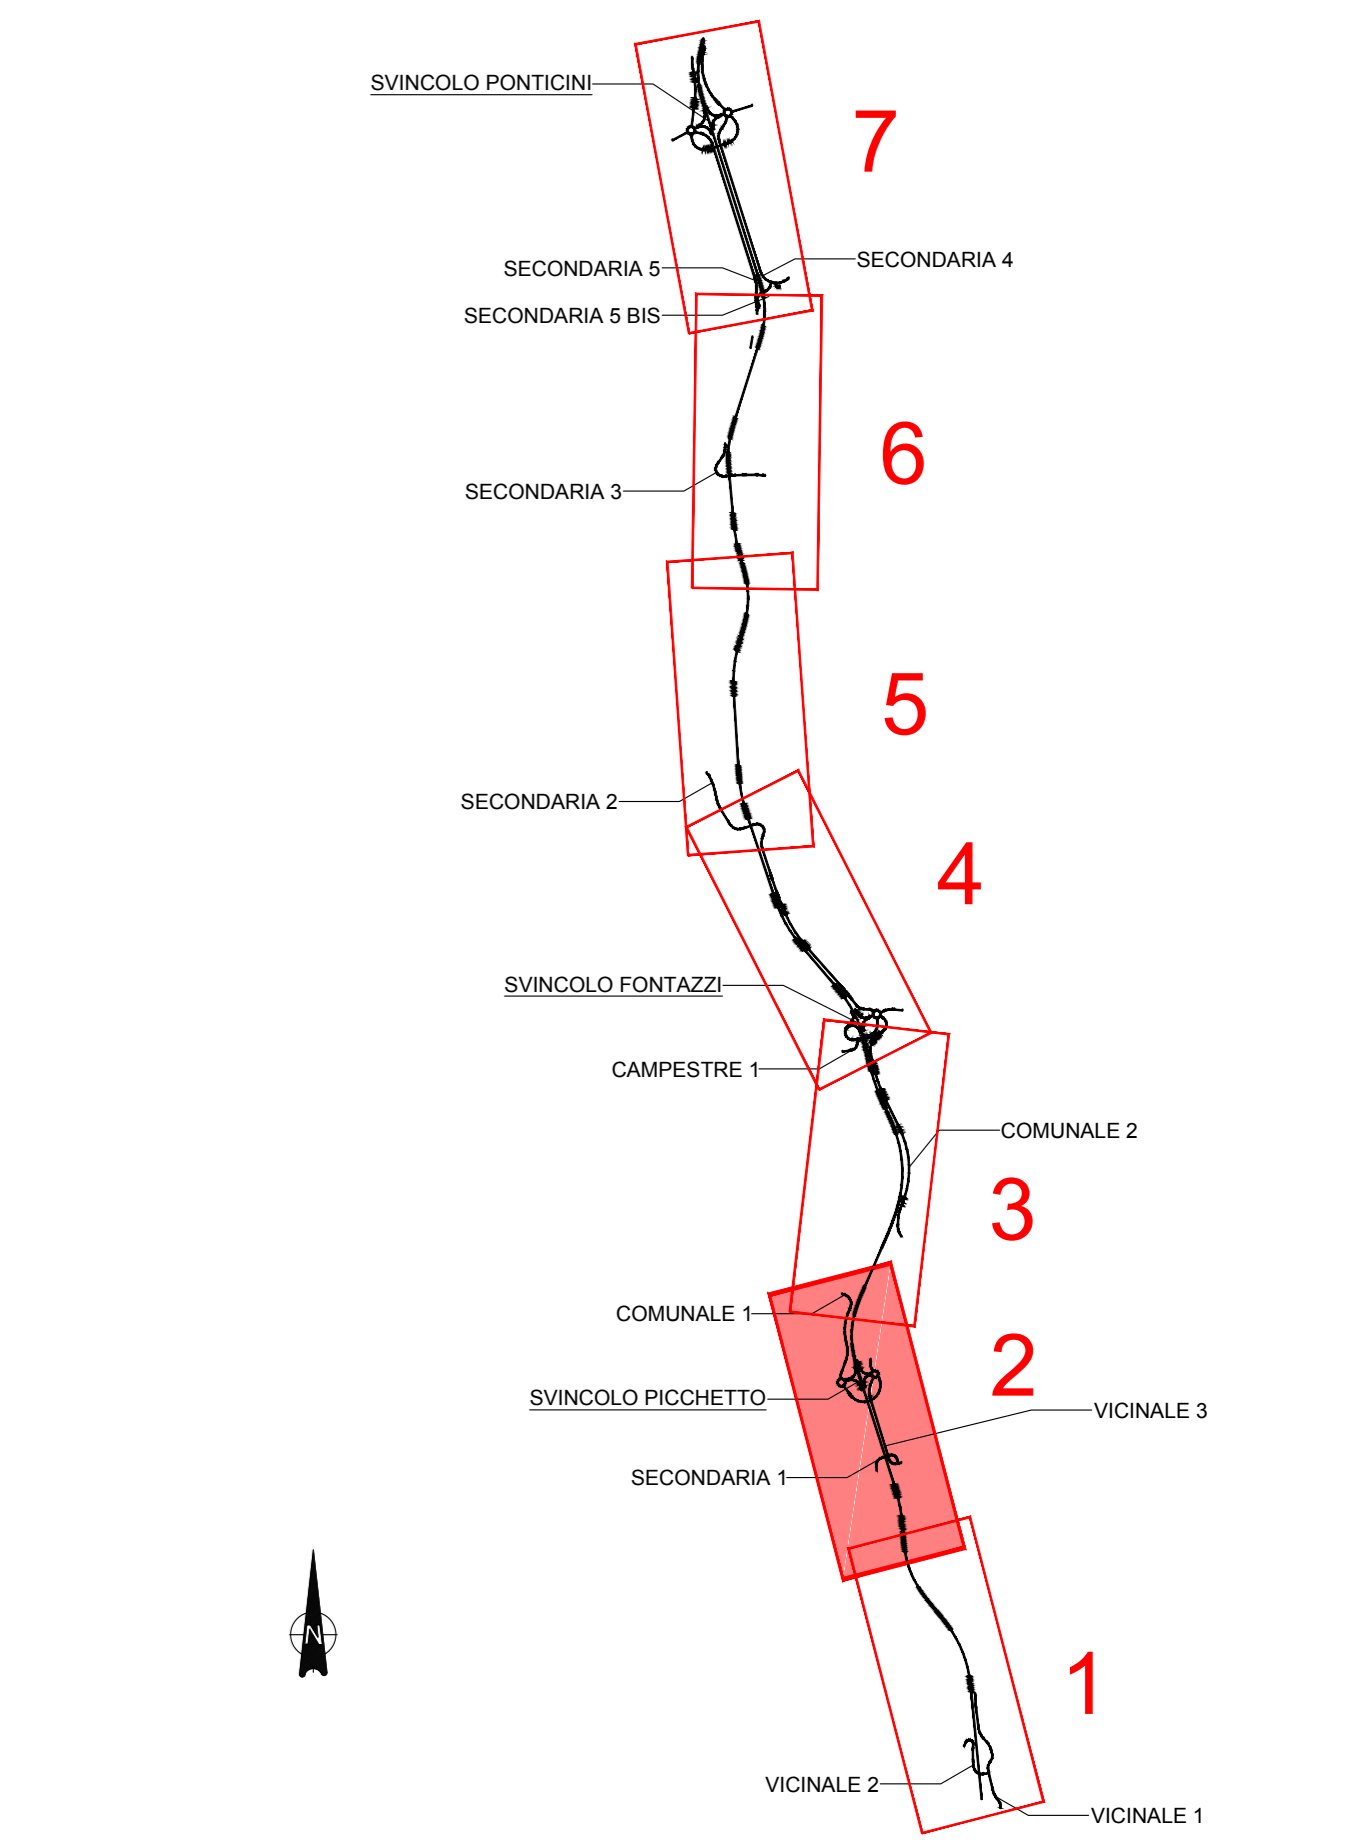 SVINCOLO PONTICINI
7
SECONDARIA 4
SECONDARIA 5
SECONDARIA 5 BIS
6
SECONDARIA 3
5
SECONDARIA 2
4
SVINCOLO FONTAZZI
CAMPESTRE 1
COMUNALE 2
3
COMUNALE 1
2
SVINCOLO PICCHETTO
VICINALE 3
SECONDARIA 1
N
1
VICINALE 2
VICINALE 1